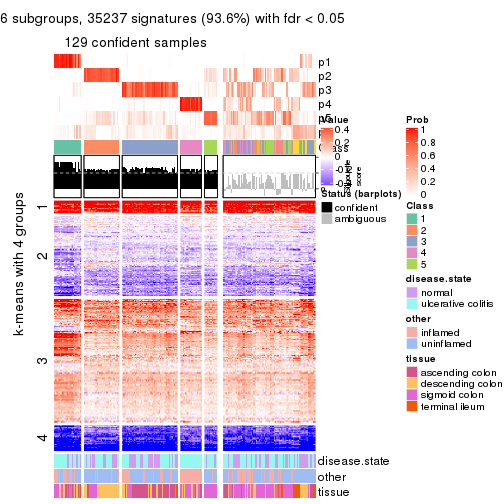 6 subgroups, 35237 signatures (93.6%) with fdr < 0.05
129 confident samples
p1
p2
p3
p4
k-means with 4 groups
1
2
3
4
disease.state
other
tissue
Value
0.4
0.2
0
Status (barplots)
confident
ambiguous
Prob
1
0.8
0.6
0.4
0.2
0
Class
1
2
3
4
5
disease.state
normal
ulcerative colitis
other
inflamed
uninflamed
tissue
ascending colon
descending colon
sigmoid colon
terminal ileum